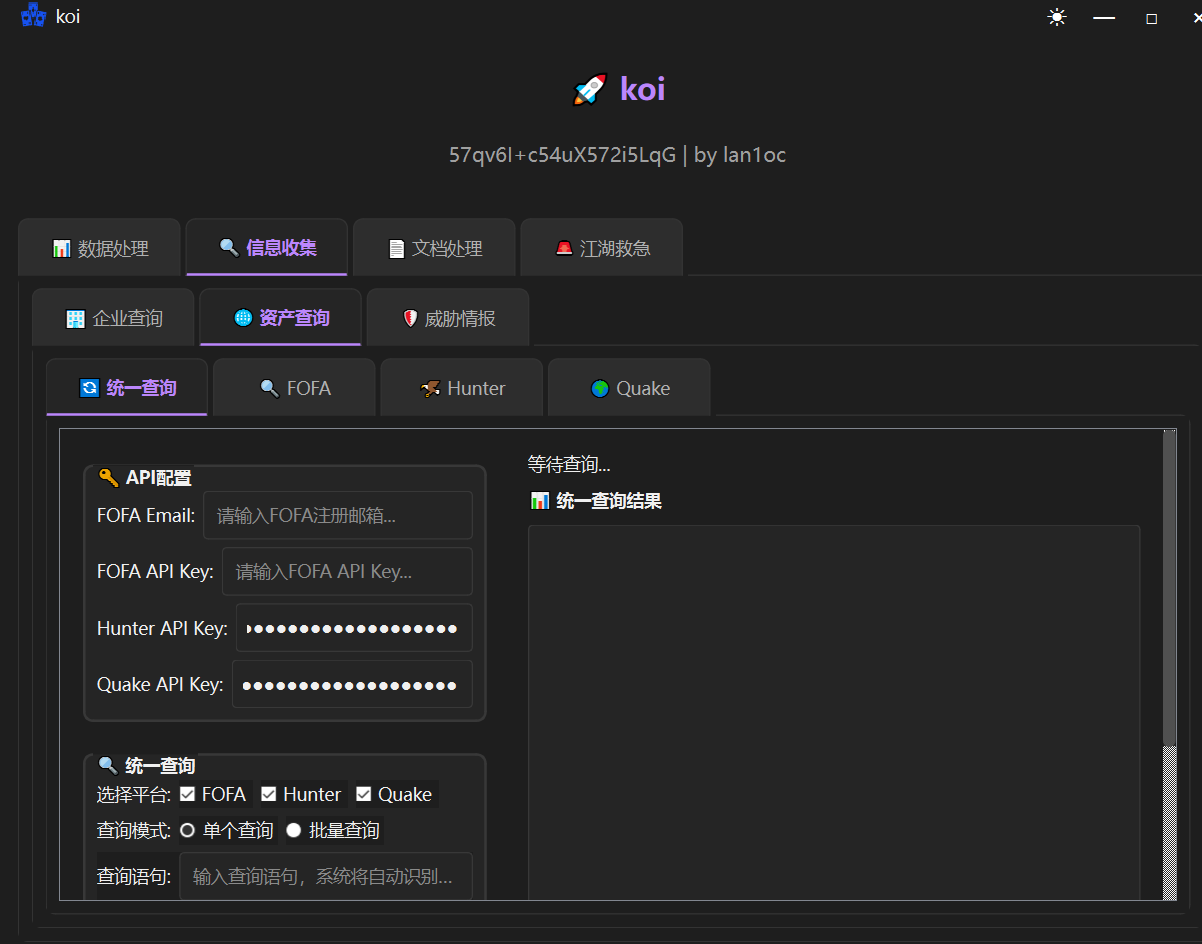 koi
koi
57qv6I+c54uX572i5LqG | by lan1oc
数据处理 信息收集 文档处理 江湖救急
企业查询 资产查询 威胁情报
统一查询 FOFA Hunter Quake
API配置
FOFA Email: 请输入FOFA注册邮箱...
FOFA API Key: 请输入FOFA API Key...
Hunter API Key:
Quake API Key:
统一查询
选择平台: FOFA Hunter Quake
查询模式: 单个查询 批量查询
查询语句: 输入查询语句，系统将自动识别...
等待查询...
统一查询结果